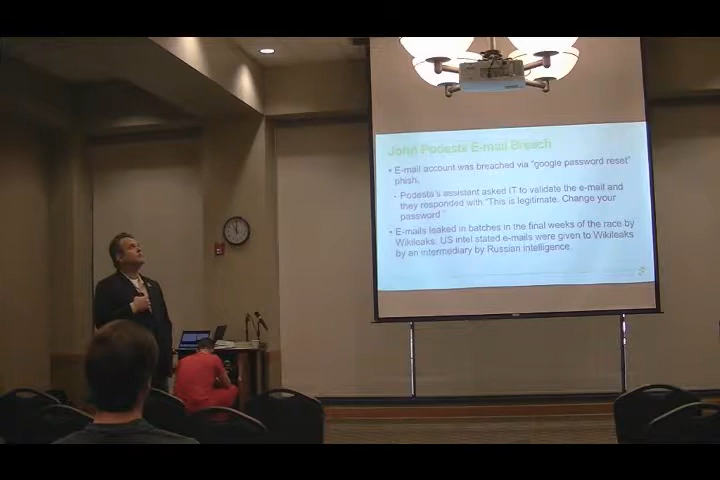 John Podesta E-mail Breach
• E-mail account was breached via "google password reset"
phish.
- Podesta's assistant asked IT to validate the e-mail and
they responded with "This is legitimate. Change your
password"
• E-mails leaked in batches in the final weeks of the race by
Wikileaks. US intel stated e-mails were given to Wikileaks
by an intermediary by Russian intelligence.